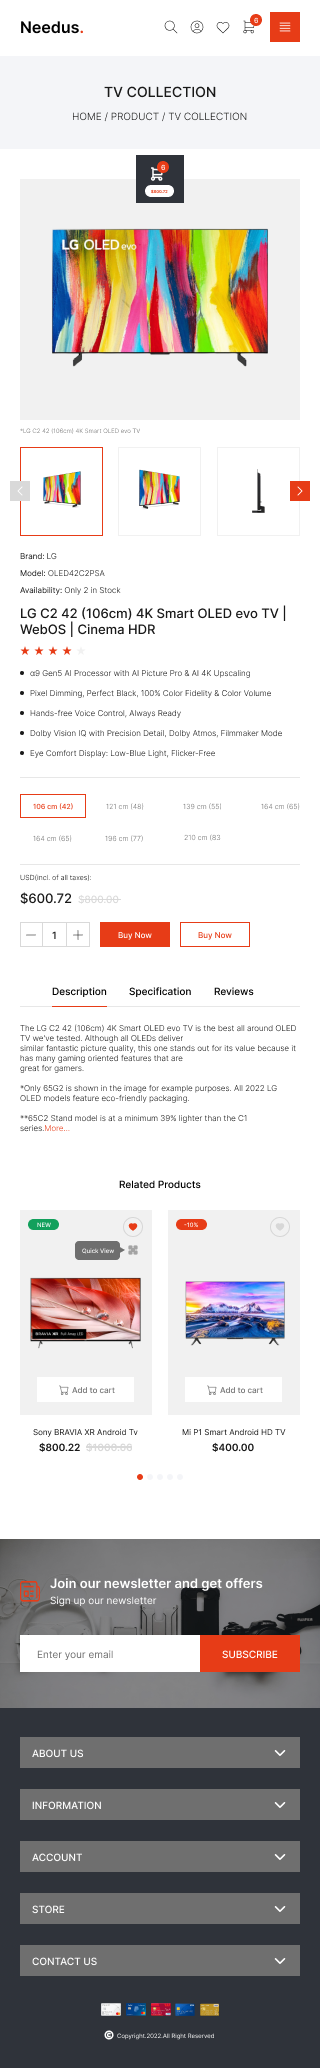 Needus.
6
TV COLLECTION
HOME / PRODUCT / TV COLLECTION
6
$600.72
LG OLED evo
*LG C2 42 (106cm) 4K Smart OLED evo TV
Brand: LG
Model: OLED42C2PSA
Availability: Only 2 in Stock
LG C2 42 (106cm) 4K Smart OLED evo TV |
WebOS | Cinema HDR
α9 Gen5 AI Processor with AI Picture Pro & AI 4K Upscaling
Pixel Dimming, Perfect Black, 100% Color Fidelity & Color Volume
Hands-free Voice Control, Always Ready
Dolby Vision IQ with Precision Detail, Dolby Atmos, Filmmaker Mode
Eye Comfort Display: Low-Blue Light, Flicker-Free
106 cm (42) 121 cm (48) 139 cm (55) 164 cm (65)
164 cm (65) 196 cm (77) 210 cm (83
USD(incl. of all taxes):
$600.72 $800.00
1 Buy Now Buy Now
Description Specification Reviews
The LG C2 42 (106cm) 4K Smart OLED evo TV is the best all around OLED
TV we've tested. Although all OLEDs deliver
similar fantastic picture quality, this one stands out for its value because it
has many gaming oriented features that are
great for gamers.
*Only 65G2 is shown in the image for example purposes. All 2022 LG
OLED models feature eco-friendly packaging.
**65C2 Stand model is at a minimum 39% lighter than the C1
series.More...
Related Products
NEW
-10%
Quick View
BRAVIA XR Full Array LED
Add to cart Add to cart
Sony BRAVIA XR Android Tv
Mi P1 Smart Android HD TV
$800.22 $1000.66
$400.00
Join our newsletter and get offers
Sign up our newsletter
Enter your email SUBSCRIBE
ABOUT US
INFORMATION
ACCOUNT
STORE
CONTACT US
Copyright.2022.All Right Reserved